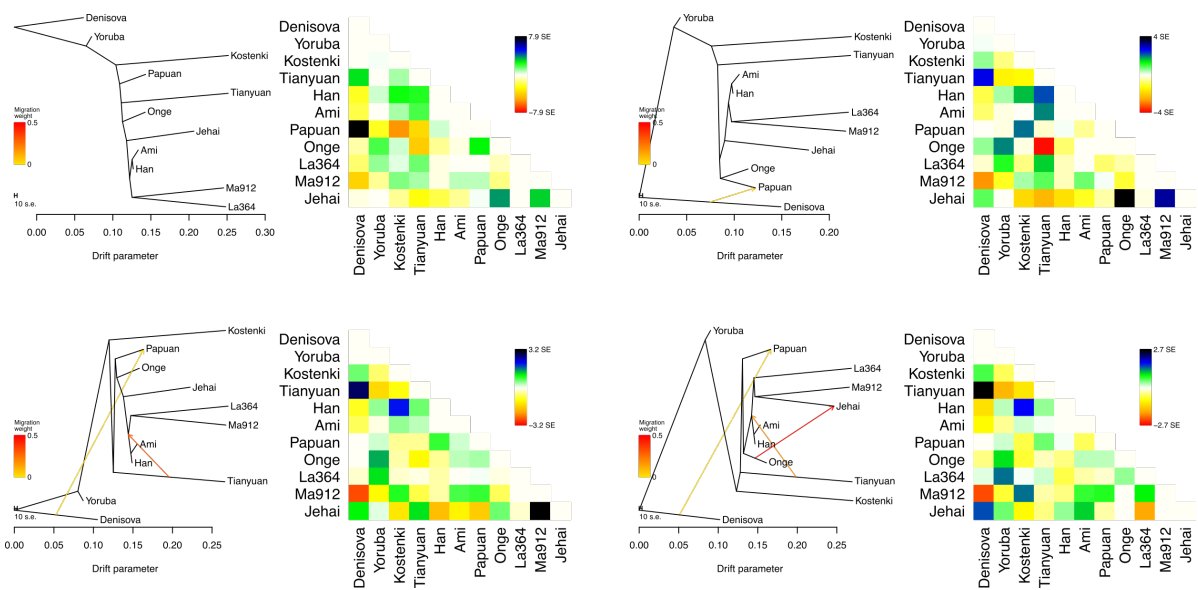 Denisova
Yoruba
Kostenki
Papuan
Tianyuan
Onge
Jehai
Ami
Han
Ma912
La364
Migration
weight
0.5
0
10 s.e.
0.00 0.05 0.10 0.15 0.20 0.25 0.30
Drift parameter
Denisova
Yoruba
Kostenki
Tianyuan
Han
Ami
Papuan
Onge
La364
Ma912
Jehai
7.9 SE
−7.9 SE
Denisova Yoruba Kostenki Tianyuan Han Ami Papuan Onge La364 Ma912 Jehai
Yoruba
Kostenki
Tianyuan
Ami
Han
La364
Ma912
Jehai
Onge
Papuan
Denisova
Migration
weight
0.5
0
10 s.e.
0.00 0.05 0.10 0.15 0.20
Drift parameter
Denisova
Yoruba
Kostenki
Tianyuan
Han
Ami
Papuan
Onge
La364
Ma912
Jehai
4 SE
−4 SE
Denisova Yoruba Kostenki Tianyuan Han Ami Papuan Onge La364 Ma912 Jehai
Kostenki
Papuan
Onge
Jehai
La364
Ma912
Ami
Han
Tianyuan
Yoruba
Denisova
Migration
weight
0.5
0
10 s.e.
0.00 0.05 0.10 0.15 0.20 0.25
Drift parameter
Denisova
Yoruba
Kostenki
Tianyuan
Han
Ami
Papuan
Onge
La364
Ma912
Jehai
3.2 SE
−3.2 SE
Denisova Yoruba Kostenki Tianyuan Han Ami Papuan Onge La364 Ma912 Jehai
Yoruba
Papuan
La364
Ma912
Jehai
Ami
Han
Onge
Tianyuan
Kostenki
Denisova
Migration
weight
0.5
0
10 s.e.
0.00 0.05 0.10 0.15 0.20 0.25
Drift parameter
Denisova
Yoruba
Kostenki
Tianyuan
Han
Ami
Papuan
Onge
La364
Ma912
Jehai
2.7 SE
−2.7 SE
Denisova Yoruba Kostenki Tianyuan Han Ami Papuan Onge La364 Ma912 Jehai